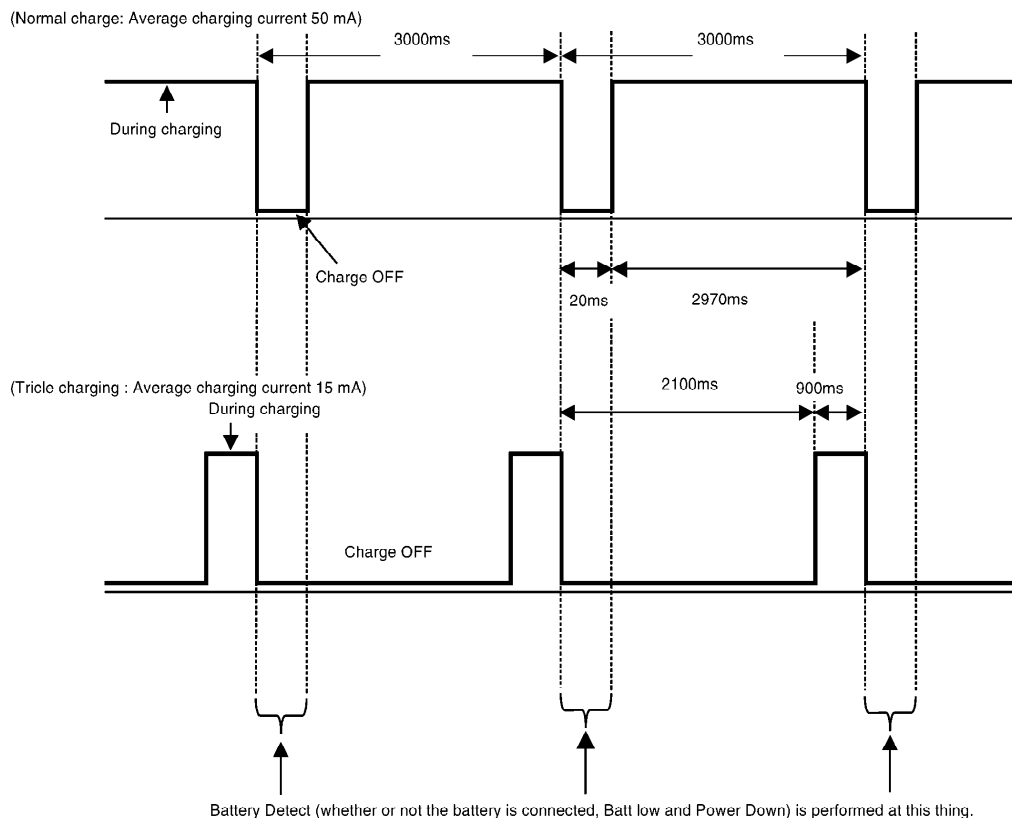 (Normal charge: Average charging current 50 mA)
3000ms
3000ms
During charging
Charge OFF
20ms
2970ms
(Tricle charging : Average charging current 15 mA)
During charging
2100ms
900ms
Charge OFF
Battery Detect (whether or not the battery is connected, Batt low and Power Down) is performed at this thing.